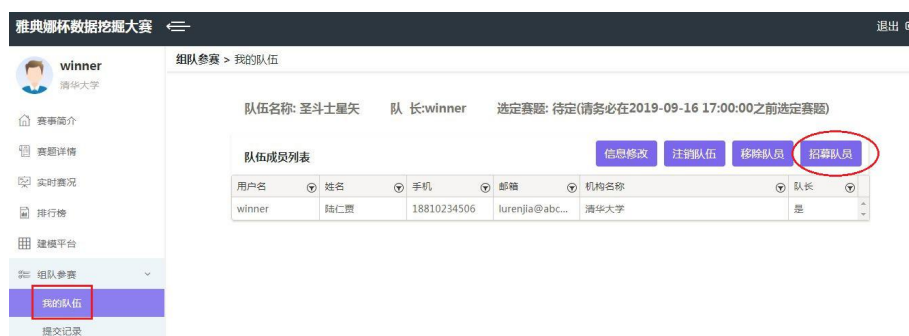 雅典娜杯数据挖掘大赛
退出
winner
清华大学
组队参赛 > 我的队伍
队伍名称: 圣斗士星矢 队 长:winner 选定赛题: 待定(请务必在2019-09-16 17:00:00之前选定赛题)
赛事简介
赛题详情
实时赛况
排行榜
建模平台
组队参赛
我的队伍
提交记录
队伍成员列表 信息修改 注销队伍 移除队员 招募队员
用户名 姓名 手机 邮箱 机构名称 队长
winner 陆仁贾 18810234506 lurenjia@abc... 清华大学 是